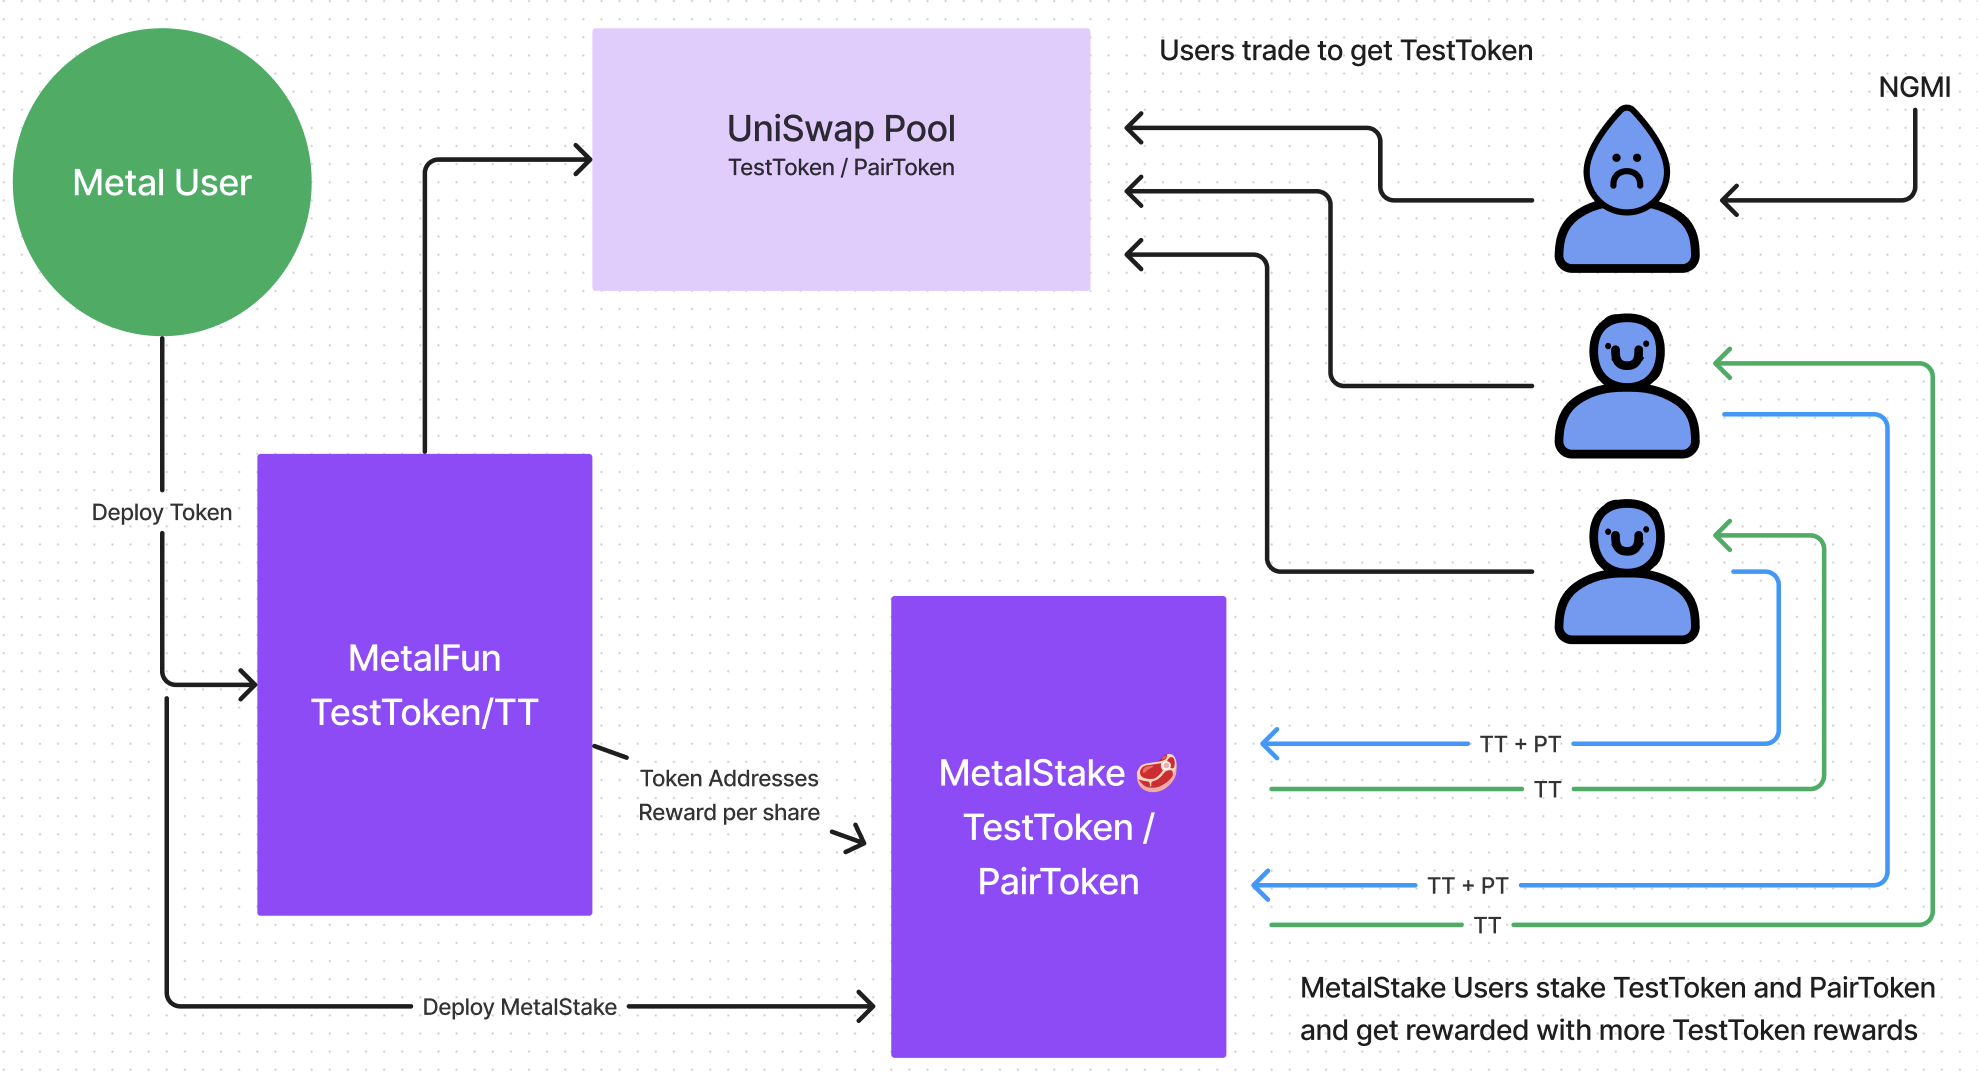 Users trade to get TestToken
NGMI
Metal User
UniSwap Pool
TestToken / PairToken
Deploy Token
MetalFun
TestToken/TT
Token Addresses
Reward per share
MetalStake 🥩
TestToken /
PairToken
TT + PT
TT
TT + PT
TT
Deploy MetalStake
MetalStake Users stake TestToken and PairToken
and get rewarded with more TestToken rewards